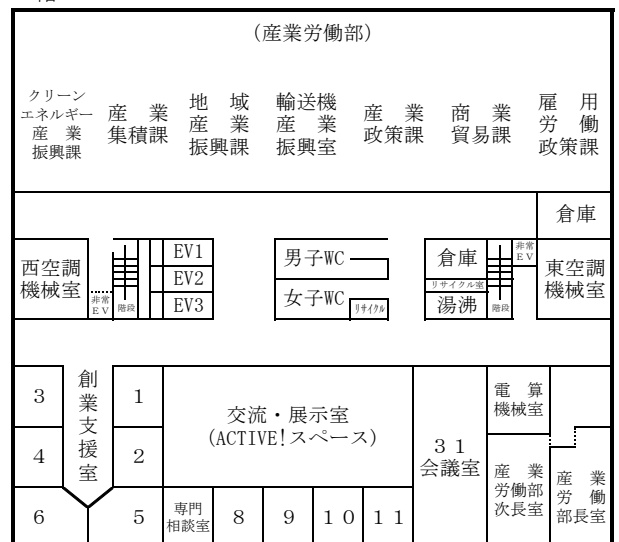 (産業労働部)
クリーン
エネルギー
産業
振興課
産業
集積課
地域
産業
振興課
輸送機
産業
振興室
産業
政策課
商業
貿易課
雇用
労働
政策課
倉庫
西空調
機械室
非常
EV
階段
EV1
EV2
EV3
男子WC
女子WC
リサイクル
倉庫
リサイクル室
湯沸
階段
非常
EV
東空調
機械室
3
4
6
創業支援室
1
2
5
交流・展示室
(ACTIVE!スペース)
専門
相談室
8
9
10
11
31
会議室
電算
機械室
産業
労働部
次長室
産業
労働
部長室